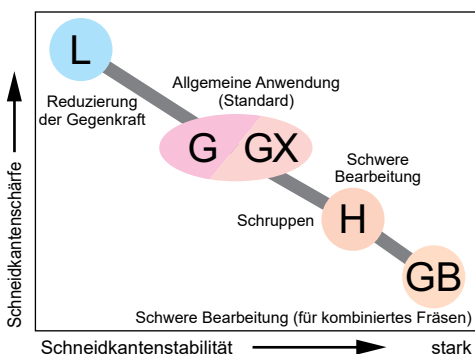 L
Allgemeine Anwendung
(Standard)
Reduzierung
der Gegenkraft
G GX
Schwere
Bearbeitung
Schruppen
H
GB
Schwere Bearbeitung (für kombiniertes Fräsen)
Schneidkantenschärfe
Schneidkantenstabilität
stark